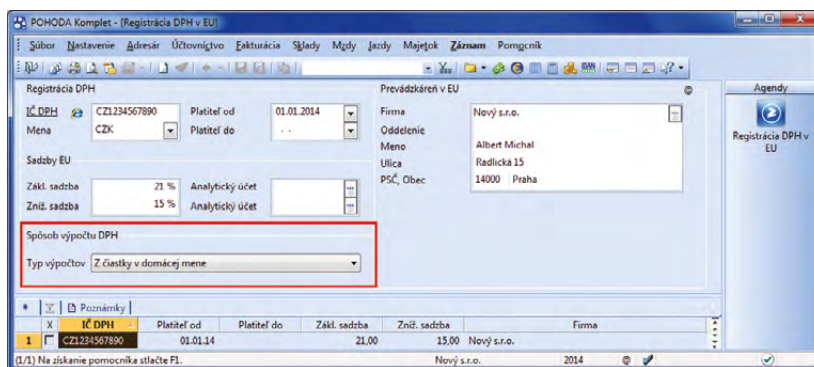 POHODA Komplet - [Registrácia DPH v EÚ]
Súbor Nastavenie Adresár Účtovníctvo Fakturácia Sklady Mzdy Jazdy Majetok Záznam Pomocník
Registrácia DPH
IČ DPH CZ1234567890 Platiteľ od 01.01.2014
Mena CZK Platiteľ do . .
Sadzby EU
Zákl. sadzba 21 % Analytický účet
Zníž. sadzba 15 % Analytický účet
Spôsob výpočtu DPH
Typ výpočtov Z čiastky v domácej mene
Prevádzkáreň v EU @
Firma Nový s.r.o.
Oddelenie
Meno Albert Michal
Ulica Radlická 15
PSČ, Obec 14000 Praha
Agendy
Registrácia DPH v
EU
* Poznámky
X IČ DPH Platiteľ od Platiteľ do Zákl. sadzba Zníž. sadzba Firma
1 CZ1234567890 01.01.14 21,00 15,00 Nový s.r.o.
(1/1) Na získanie pomocníka stlačte F1. Nový s.r.o. 2014 @